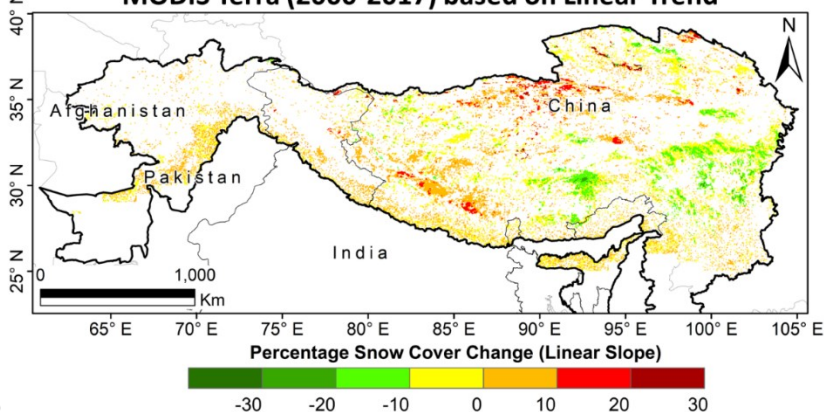 MODIS Terra (2000-2017) based on Linear Trend
N
40°
35° N
30° N
25° N
Afghanistan
Pakistan
China
India
0 1,000
Km
65° E 70° E 75° E 80° E 85° E 90° E 95° E 100° E 105° E
Percentage Snow Cover Change (Linear Slope)
-30 -20 -10 0 10 20 30